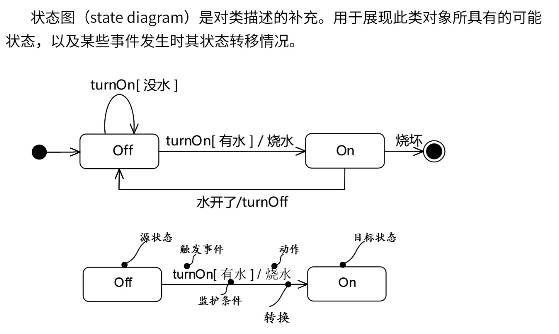 状态图（state diagram）是对类描述的补充。用于展现此类对象所具有的可能
状态，以及某些事件发生时其状态转移情况。
turnOn[ 没水 ]
Off
turnOn[ 有水 ] / 烧水
On
烧坏
水开了/turnOff
源状态
触发事件
动作
目标状态
Off
turnOn[ 有水 ] / 烧水
On
监护条件
转换